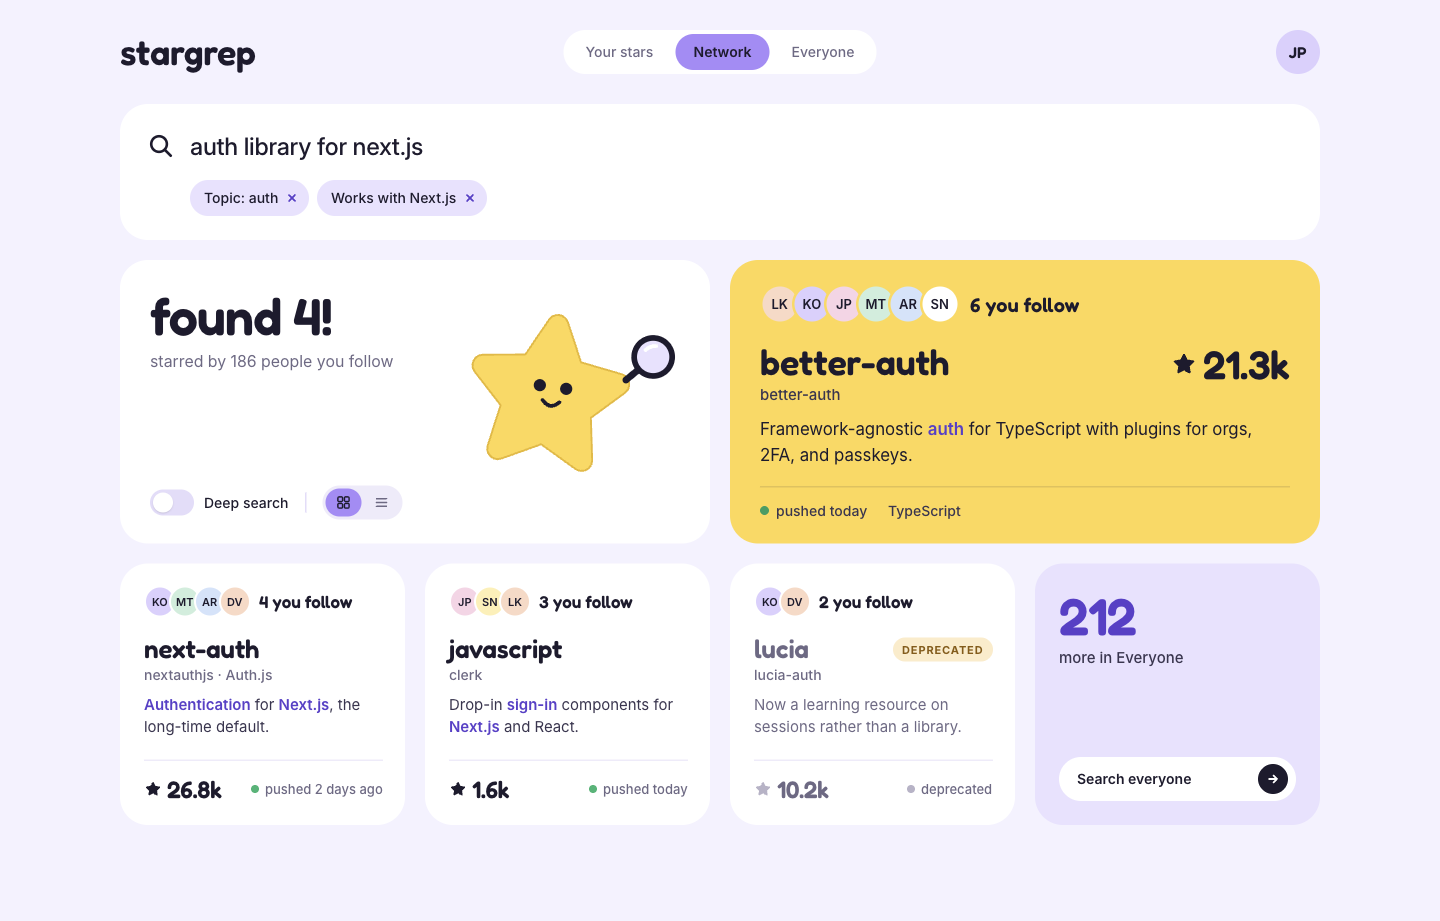 stargrep
Your stars
Network
Everyone
JP
auth library for next.js
Topic: auth ×
Works with Next.js ×
found 4!
starred by 186 people you follow
Deep search
LK KO JP MT AR SN 6 you follow
better-auth
21.3k
better-auth
Framework-agnostic auth for TypeScript with plugins for orgs,
2FA, and passkeys.
pushed today TypeScript
KO MT AR DV 4 you follow
next-auth
nextauthjs · Auth.js
Authentication for Next.js, the
long-time default.
26.8k
pushed 2 days ago
JP SN LK 3 you follow
javascript
clerk
Drop-in sign-in components for
Next.js and React.
1.6k
pushed today
KO DV 2 you follow
lucia
DEPRECATED
lucia-auth
Now a learning resource on
sessions rather than a library.
10.2k
deprecated
212
more in Everyone
Search everyone